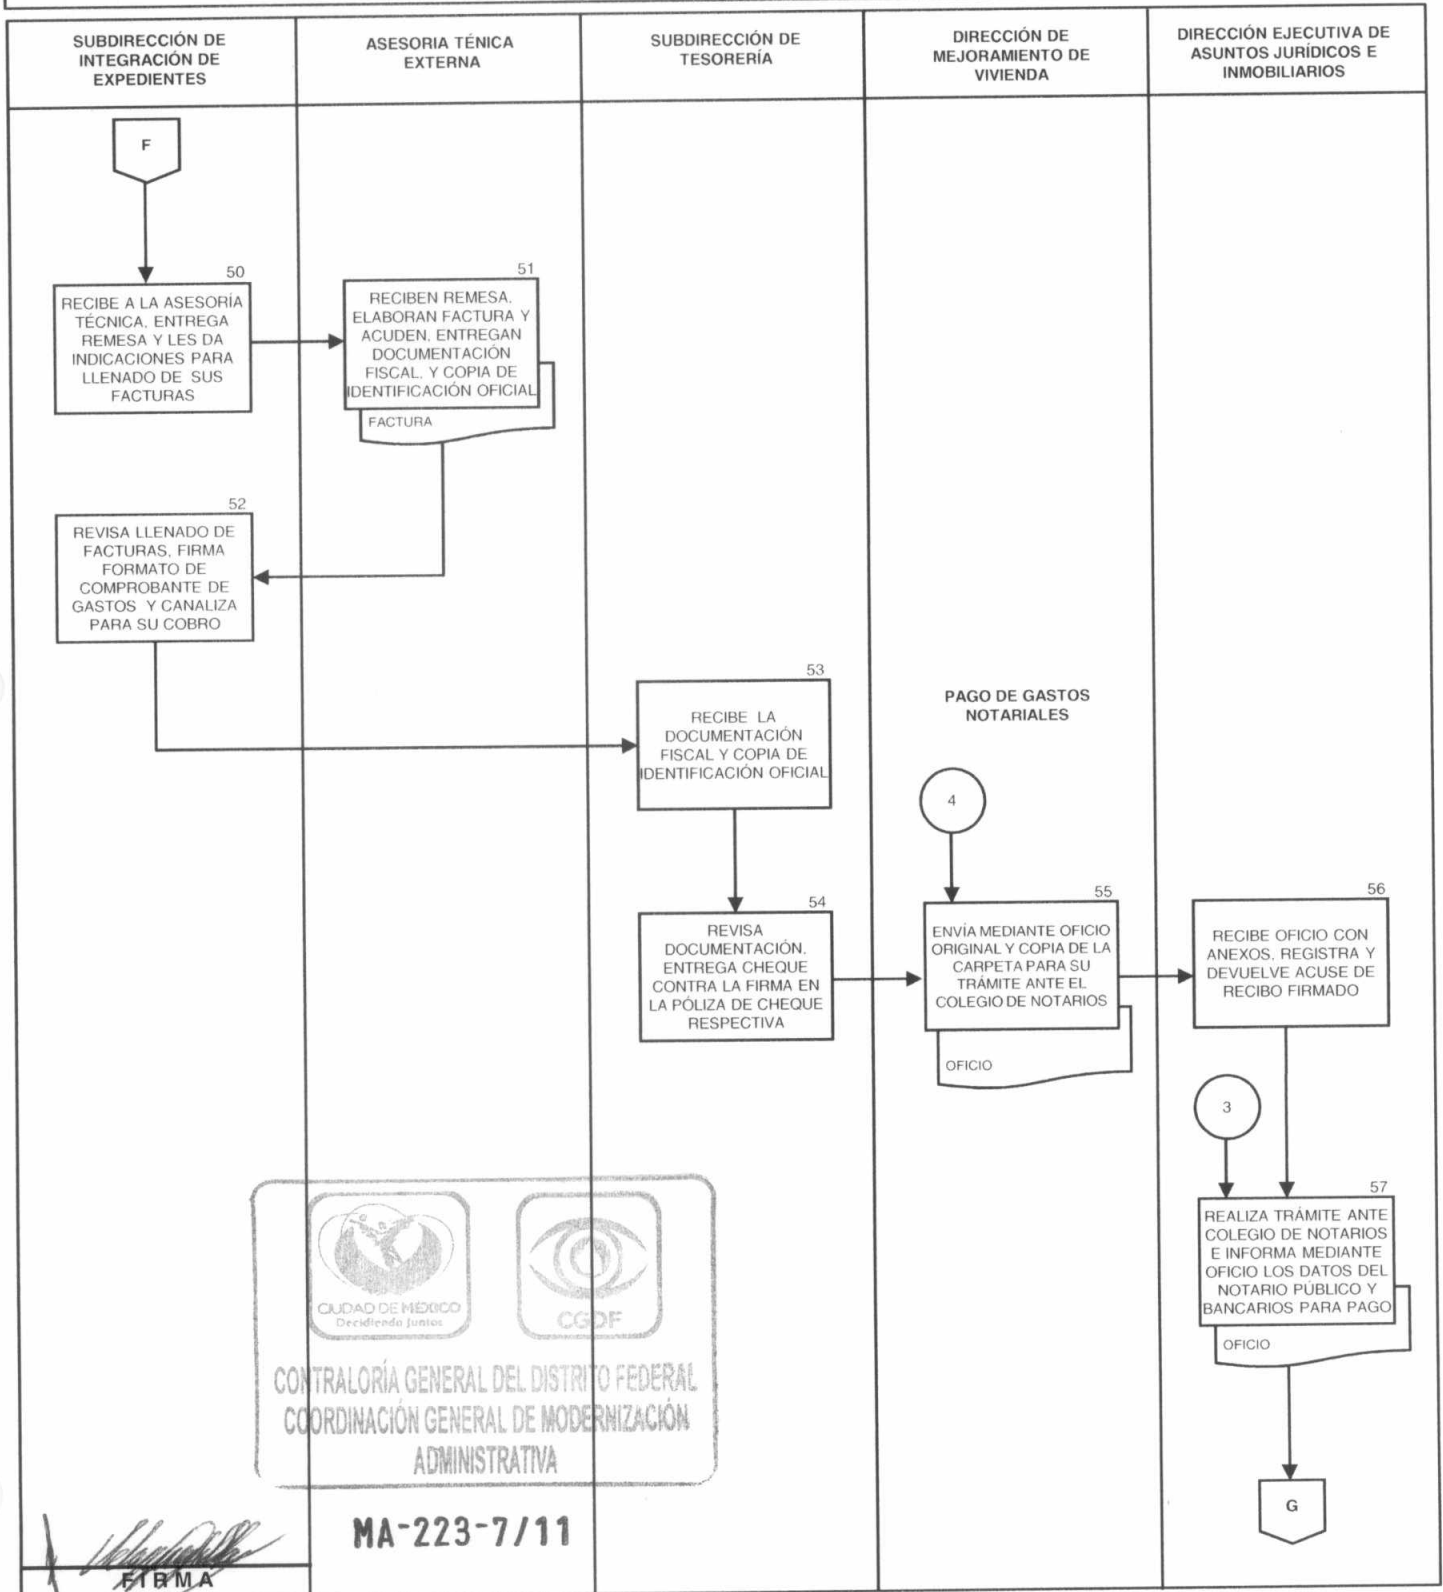 SUBDIRECCIÓN DE
INTEGRACIÓN DE
EXPEDIENTES
ASESORIA TÉNICA
EXTERNA
SUBDIRECCIÓN DE
TESORERÍA
DIRECCIÓN DE
MEJORAMIENTO DE
VIVIENDA
DIRECCIÓN EJECUTIVA DE
ASUNTOS JURÍDICOS E
INMOBILIARIOS
F
50
RECIBE A LA ASESORÍA
TÉCNICA, ENTREGA
REMESA Y LES DA
INDICACIONES PARA
LLENADO DE SUS
FACTURAS
51
RECIBEN REMESA,
ELABORAN FACTURA Y
ACUDEN, ENTREGAN
DOCUMENTACIÓN
FISCAL, Y COPIA DE
IDENTIFICACIÓN OFICIAL
FACTURA
52
REVISA LLENADO DE
FACTURAS, FIRMA
FORMATO DE
COMPROBANTE DE
GASTOS Y CANALIZA
PARA SU COBRO
53
RECIBE LA
DOCUMENTACIÓN
FISCAL Y COPIA DE
IDENTIFICACIÓN OFICIAL
54
REVISA
DOCUMENTACIÓN,
ENTREGA CHEQUE
CONTRA LA FIRMA EN
LA PÓLIZA DE CHEQUE
RESPECTIVA
PAGO DE GASTOS
NOTARIALES
4
55
ENVÍA MEDIANTE OFICIO
ORIGINAL Y COPIA DE LA
CARPETA PARA SU
TRÁMITE ANTE EL
COLEGIO DE NOTARIOS
OFICIO
56
RECIBE OFICIO CON
ANEXOS, REGISTRA Y
DEVUELVE ACUSE DE
RECIBO FIRMADO
3
57
REALIZA TRÁMITE ANTE
COLEGIO DE NOTARIOS
E INFORMA MEDIANTE
OFICIO LOS DATOS DEL
NOTARIO PÚBLICO Y
BANCARIOS PARA PAGO
OFICIO
G
CIUDAD DE MÉXICO
Decidiendo Juntos
CGDF
CONTRALORÍA GENERAL DEL DISTRITO FEDERAL
COORDINACIÓN GENERAL DE MODERNIZACIÓN
ADMINISTRATIVA
MA-223-7/11
FIRMA